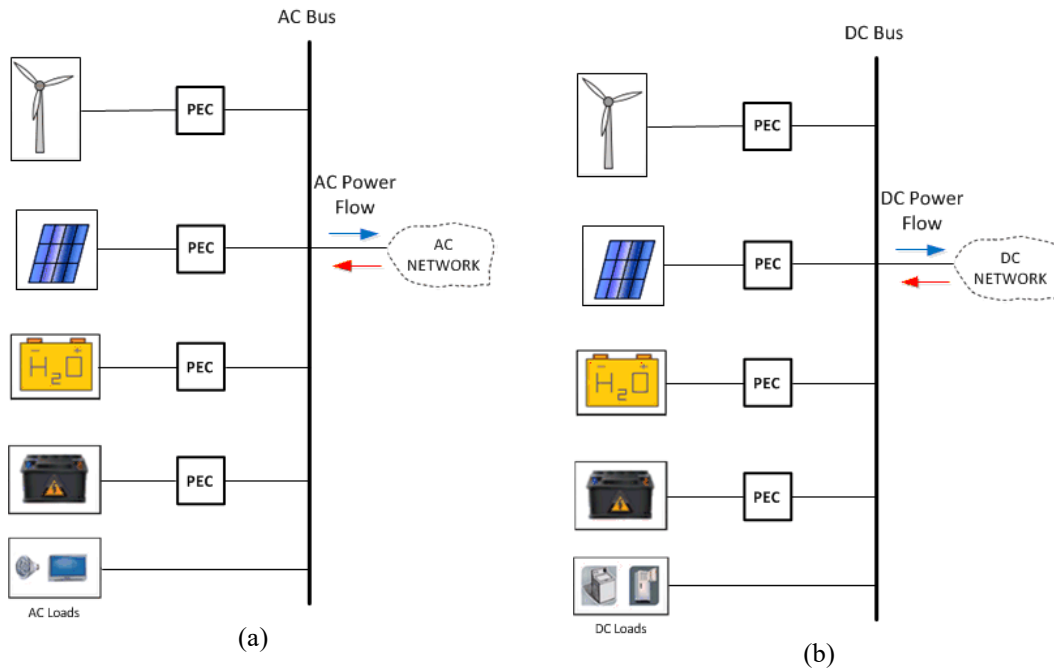 AC Bus
PEC
AC Power
Flow
PEC
AC
NETWORK
− +
H2O
PEC
PEC
AC Loads
(a)
DC Bus
PEC
DC Power
Flow
PEC
DC
NETWORK
− +
H2O
PEC
PEC
DC Loads
(b)